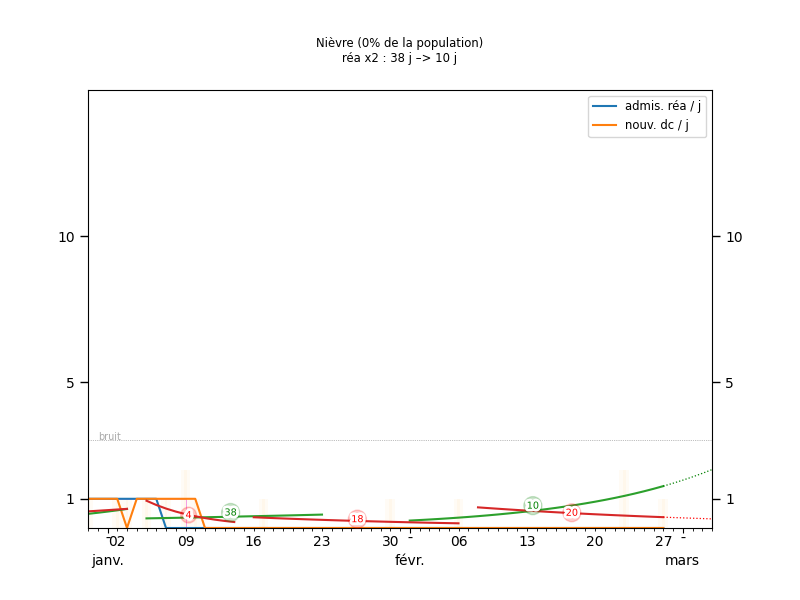 Nièvre (0% de la population)
réa x2 : 38 j –> 10 j
admis. réa / j
nouv. dc / j
10
10
5
5
bruit
1
1
4
38
18
10
20
02
09
16
23
30
06
13
20
27
janv.
févr.
mars